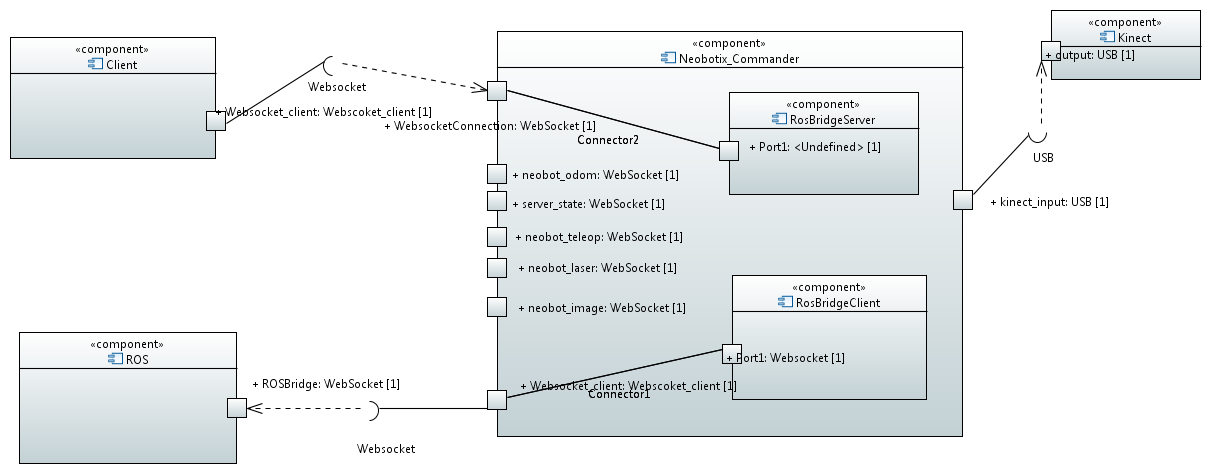 «component»
Client
+ Websocket_client: Webscoket_client [1]
Websocket
«component»
Neobotix_Commander
+ WebsocketConnection: WebSocket [1]
Connector2
«component»
RosBridgeServer
+ Port1: <Undefined> [1]
+ neobot_odom: WebSocket [1]
+ server_state: WebSocket [1]
+ neobot_teleop: WebSocket [1]
+ neobot_laser: WebSocket [1]
+ neobot_image: WebSocket [1]
«component»
RosBridgeClient
+ Port1: Websocket [1]
+ Websocket_client: Webscoket_client [1]
Connector1
«component»
Kinect
+ output: USB [1]
USB
+ kinect_input: USB [1]
«component»
ROS
+ ROSBridge: WebSocket [1]
Websocket